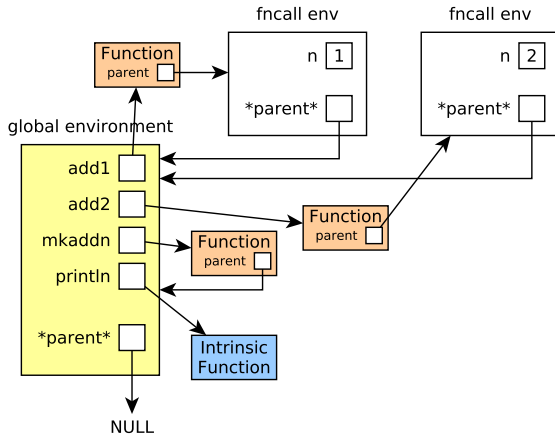 fncall env
fncall env
Function
parent
n 1
n 2
*parent*
*parent*
global environment
add1
add2
mkaddn
println
*parent*
Function
parent
Function
parent
Intrinsic
Function
NULL